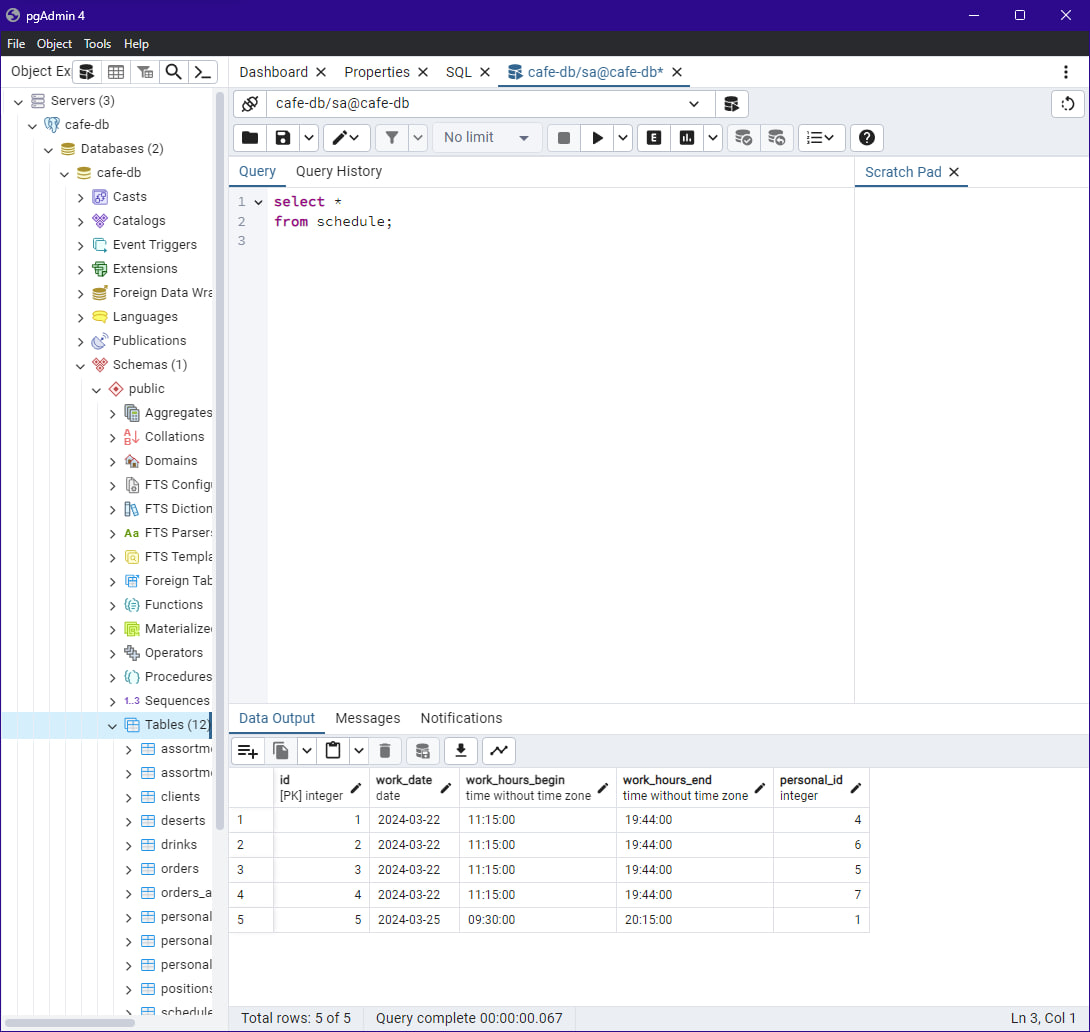 pgAdmin 4
File Object Tools Help
Object Ex
Dashboard Properties SQL cafe-db/sa@cafe-db*
Servers (3)
cafe-db
Databases (2)
cafe-db
Casts
Catalogs
Event Triggers
Extensions
Foreign Data Wra
Languages
Publications
Schemas (1)
public
Aggregates
Collations
Domains
FTS Configu
FTS Diction
Aa FTS Parsers
FTS Templa
Foreign Tab
Functions
Materialize
Operators
Procedures
1..3 Sequences
Tables (12)
assortme
assortme
clients
deserts
drinks
orders
orders_a
personal
personal
personal
positions
schedule
cafe-db/sa@cafe-db
No limit E
Query Query History
Scratch Pad
1 select *
2 from schedule;
3
Data Output Messages Notifications
id work_date work_hours_begin work_hours_end personal_id
[PK] integer date time without time zone time without time zone integer
1 1 2024-03-22 11:15:00 19:44:00 4
2 2 2024-03-22 11:15:00 19:44:00 6
3 3 2024-03-22 11:15:00 19:44:00 5
4 4 2024-03-22 11:15:00 19:44:00 7
5 5 2024-03-25 09:30:00 20:15:00 1
Total rows: 5 of 5 Query complete 00:00:00.067 Ln 3, Col 1